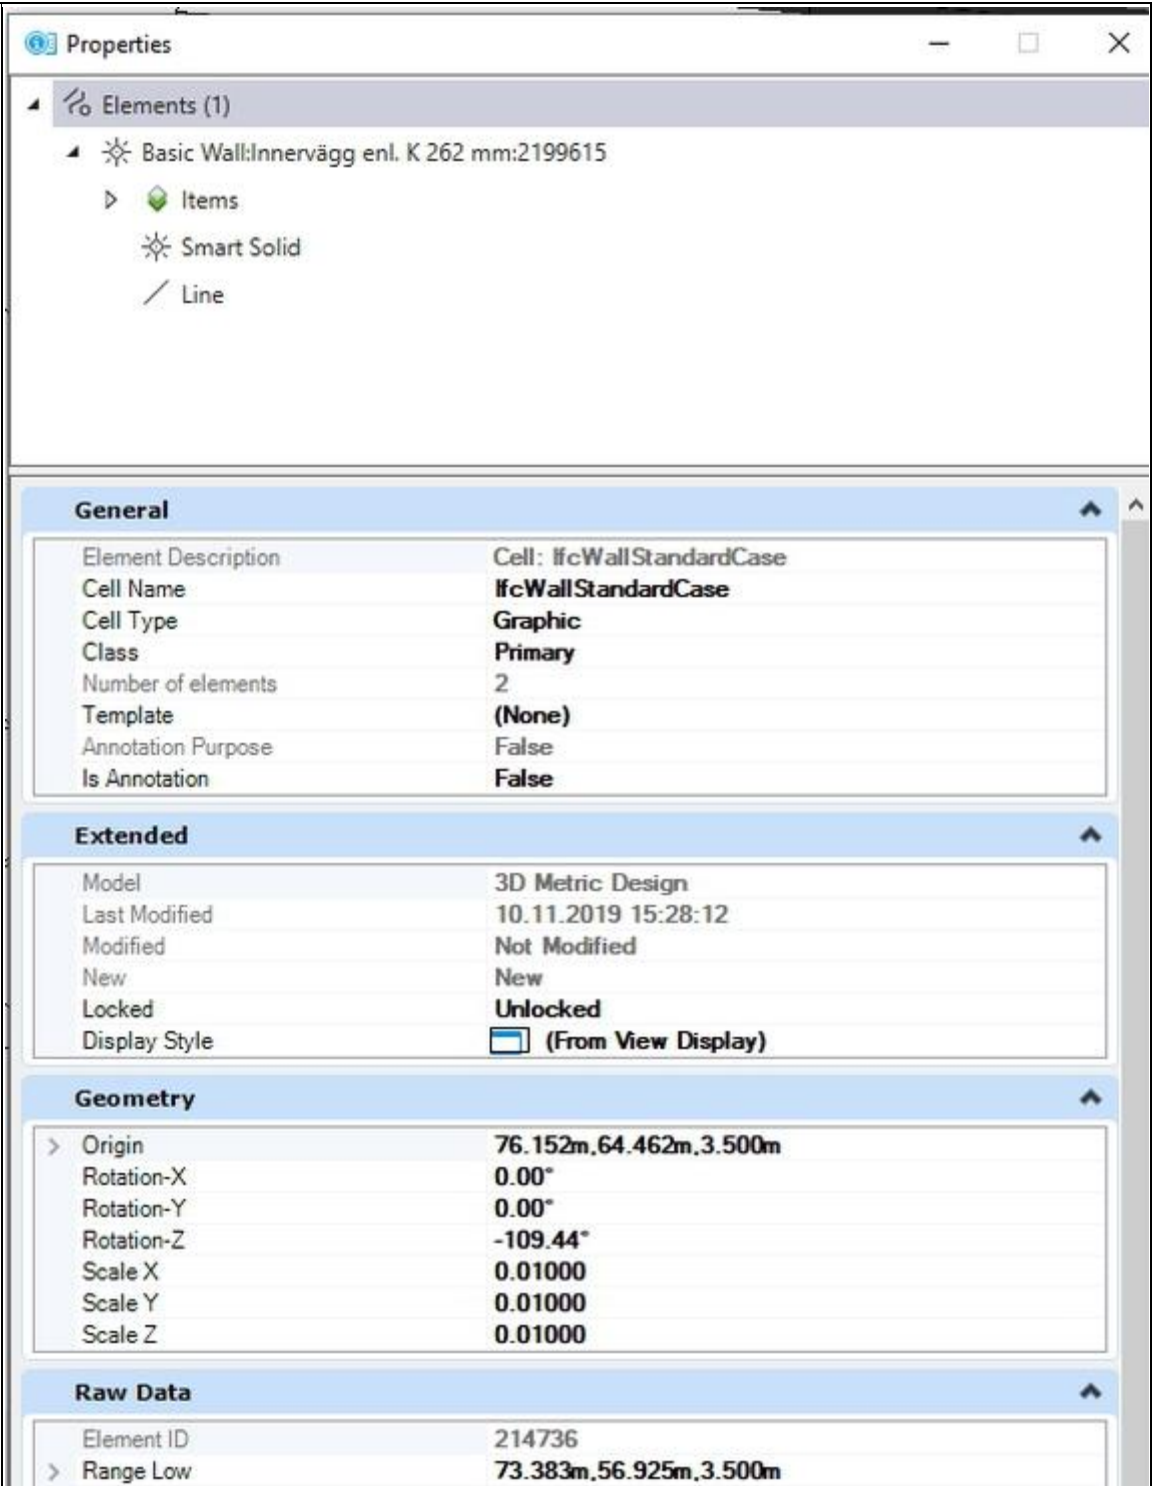 Properties
Elements (1)
Basic Wall:Innervägg enl. K 262 mm:2199615
Items
Smart Solid
Line
General
Element Description Cell: IfcWallStandardCase
Cell Name IfcWallStandardCase
Cell Type Graphic
Class Primary
Number of elements 2
Template (None)
Annotation Purpose False
Is Annotation False
Extended
Model 3D Metric Design
Last Modified 10.11.2019 15:28:12
Modified Not Modified
New New
Locked Unlocked
Display Style (From View Display)
Geometry
Origin 76.152m,64.462m,3.500m
Rotation-X 0.00°
Rotation-Y 0.00°
Rotation-Z -109.44°
Scale X 0.01000
Scale Y 0.01000
Scale Z 0.01000
Raw Data
Element ID 214736
Range Low 73.383m,56.925m,3.500m